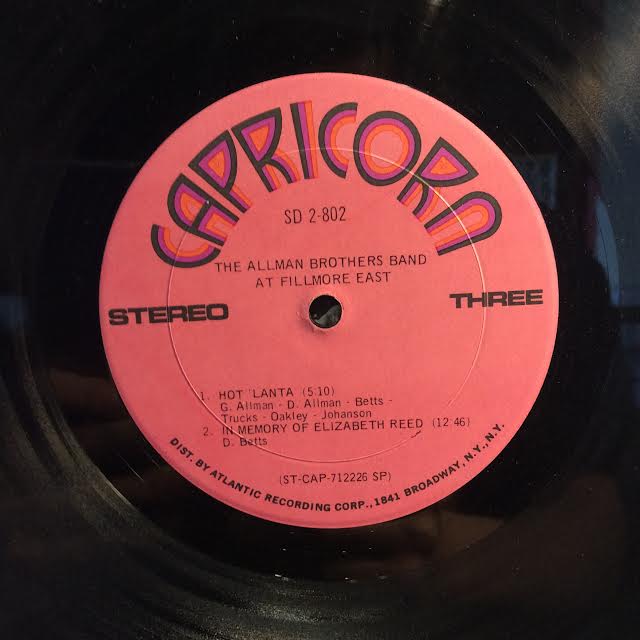 CAPRICORN
SD 2-802
THE ALLMAN BROTHERS BAND
AT FILLMORE EAST
STEREO
THREE
1. HOT 'LANTA (5:10)
G. Allman - D. Allman - Betts -
Trucks - Oakley - Johanson
2. IN MEMORY OF ELIZABETH REED (12:46)
D. Betts
(ST-CAP-712226 SP)
DIST. BY ATLANTIC RECORDING CORP., 1841 BROADWAY, N.Y. N.Y.